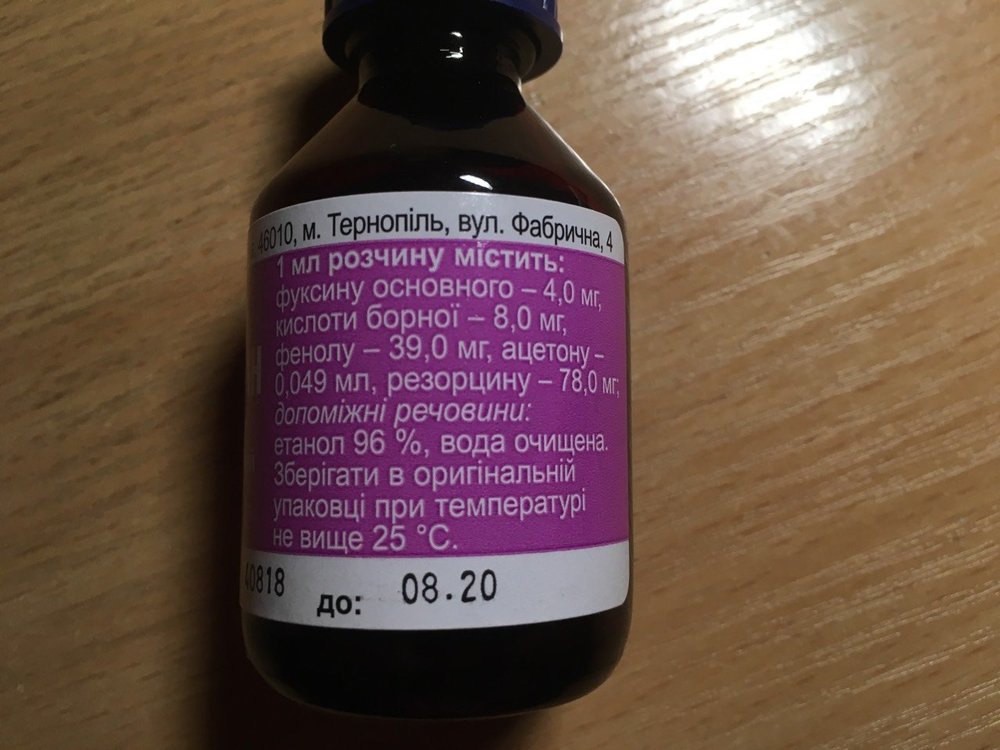 46010, м. Тернопіль, вул. Фабрична, 4
1 мл розчину містить:
фуксину основного – 4,0 мг,
кислоти борної – 8,0 мг,
фенолу – 39,0 мг, ацетону –
0,049 мл, резорцину – 78,0 мг;
допоміжні речовини:
етанол 96 %, вода очищена.
Зберігати в оригінальній
упаковці при температурі
не вище 25 °С.
40818
до: 08.20